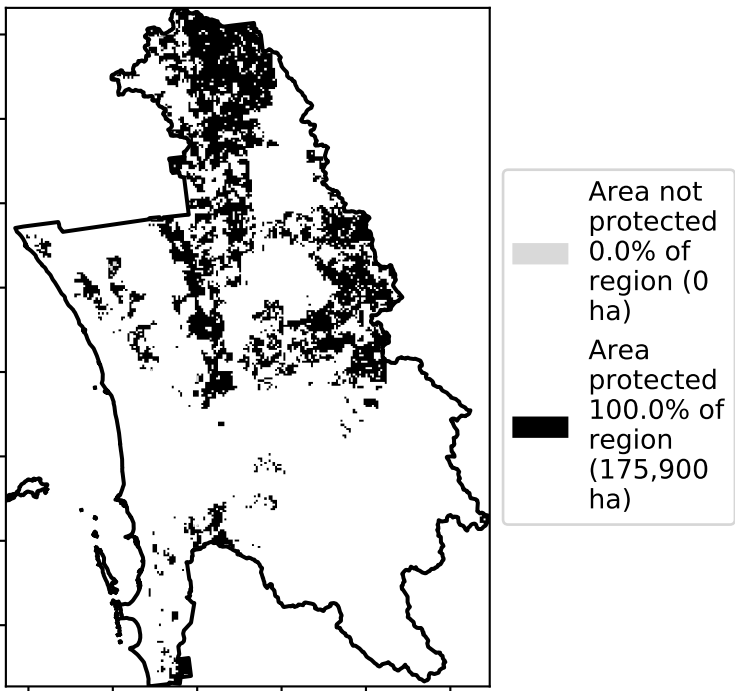 Area not
protected
0.0% of
region (0
ha)
Area
protected
100.0% of
region
(175,900
ha)